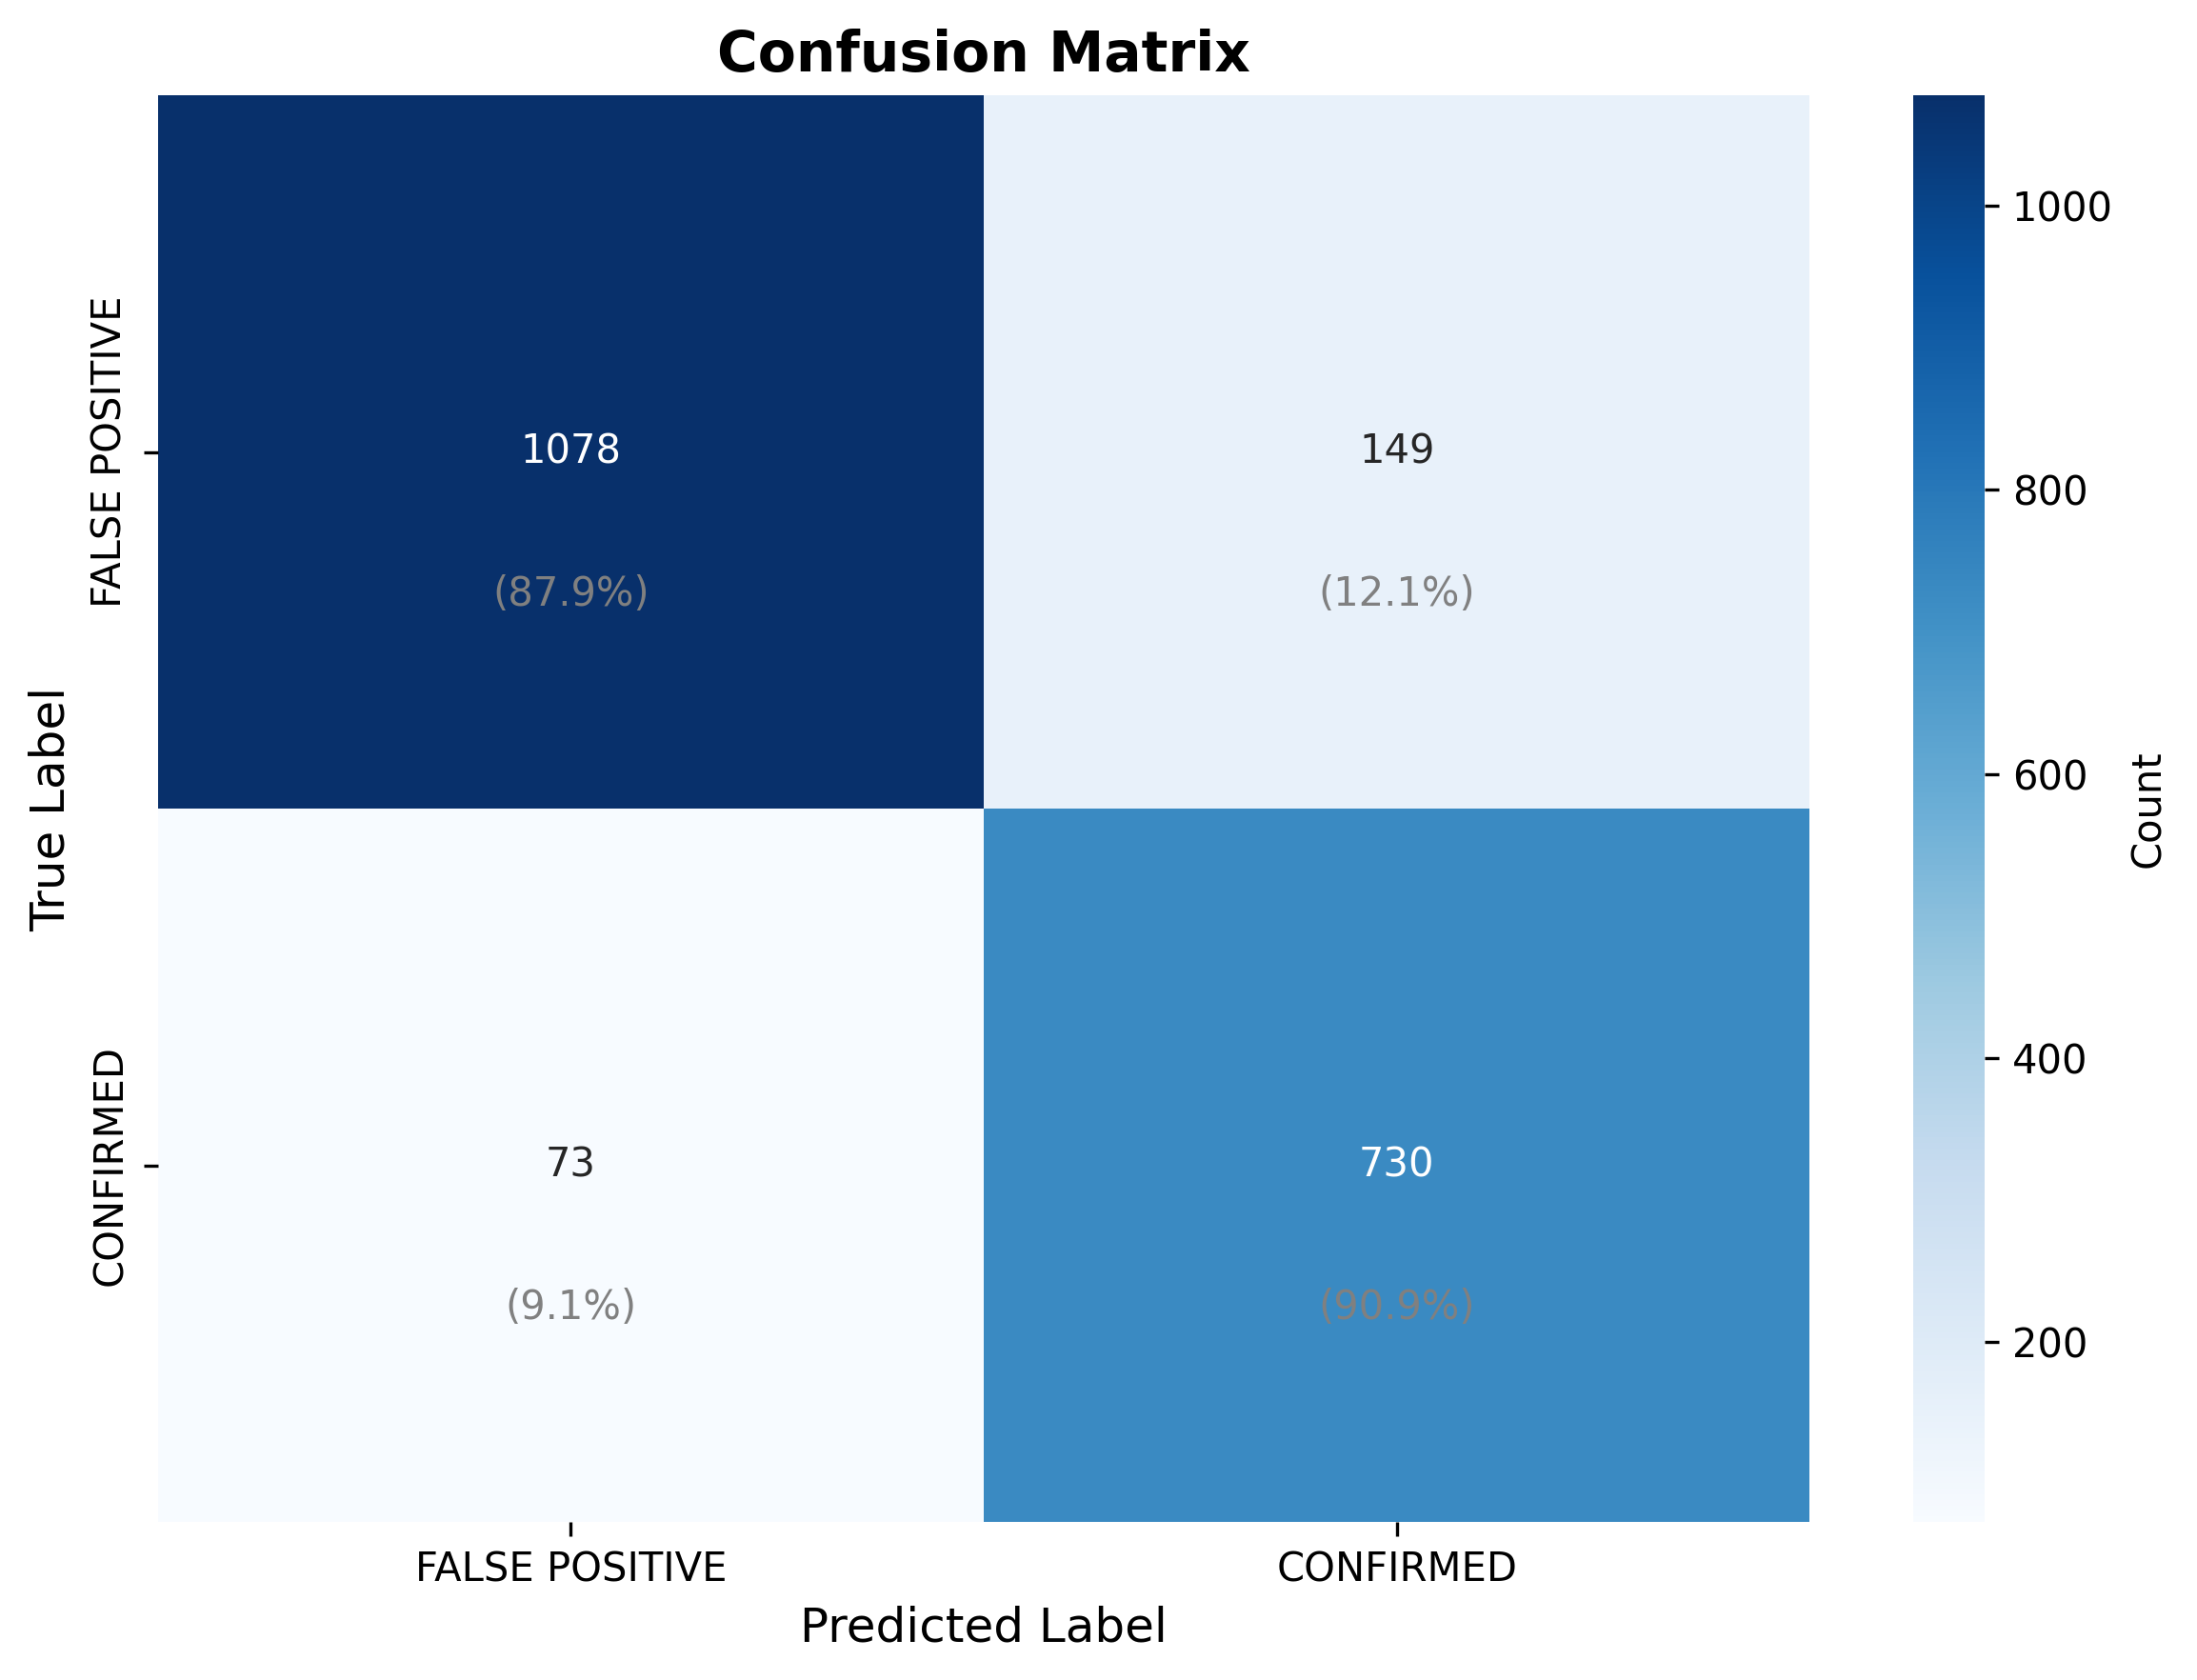 Confusion Matrix
True Label
FALSE POSITIVE
1078
149
(87.9%)
(12.1%)
CONFIRMED
73
730
(9.1%)
(90.9%)
FALSE POSITIVE
CONFIRMED
Predicted Label
1000
800
600
400
200
Count